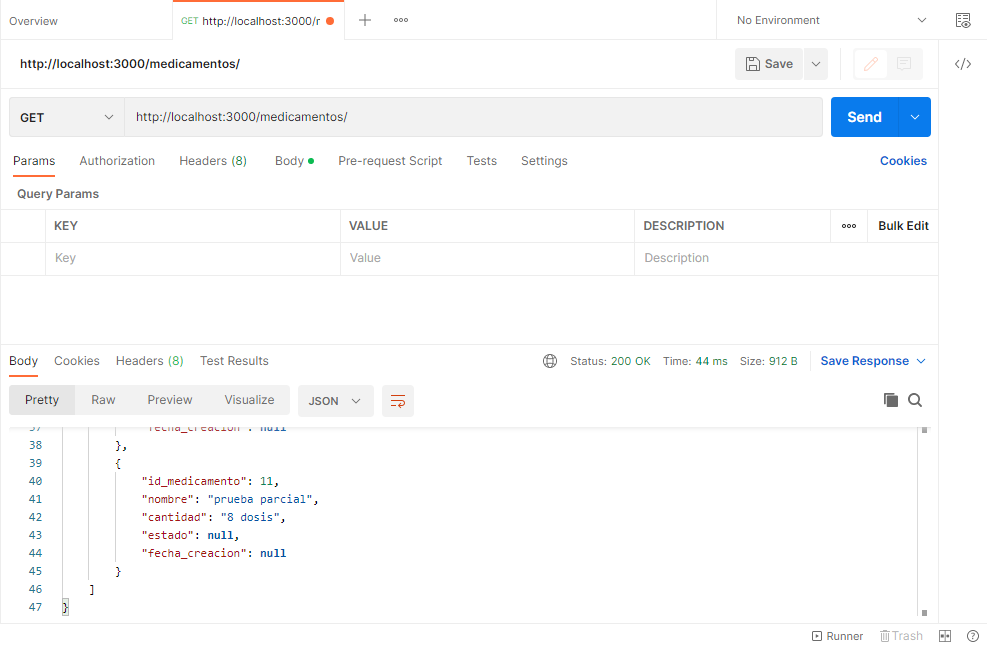 Overview
GET http://localhost:3000/r
No Environment
http://localhost:3000/medicamentos/
Save
GET
http://localhost:3000/medicamentos/
Send
Params Authorization Headers (8) Body Pre-request Script Tests Settings Cookies
Query Params
KEY VALUE DESCRIPTION Bulk Edit
Key Value Description
Body Cookies Headers (8) Test Results Status: 200 OK Time: 44 ms Size: 912 B Save Response
Pretty Raw Preview Visualize JSON
37 "fecha_creacion": null
38 },
39 {
40 "id_medicamento": 11,
41 "nombre": "prueba parcial",
42 "cantidad": "8 dosis",
43 "estado": null,
44 "fecha_creacion": null
45 }
46 ]
47 }
Runner Trash